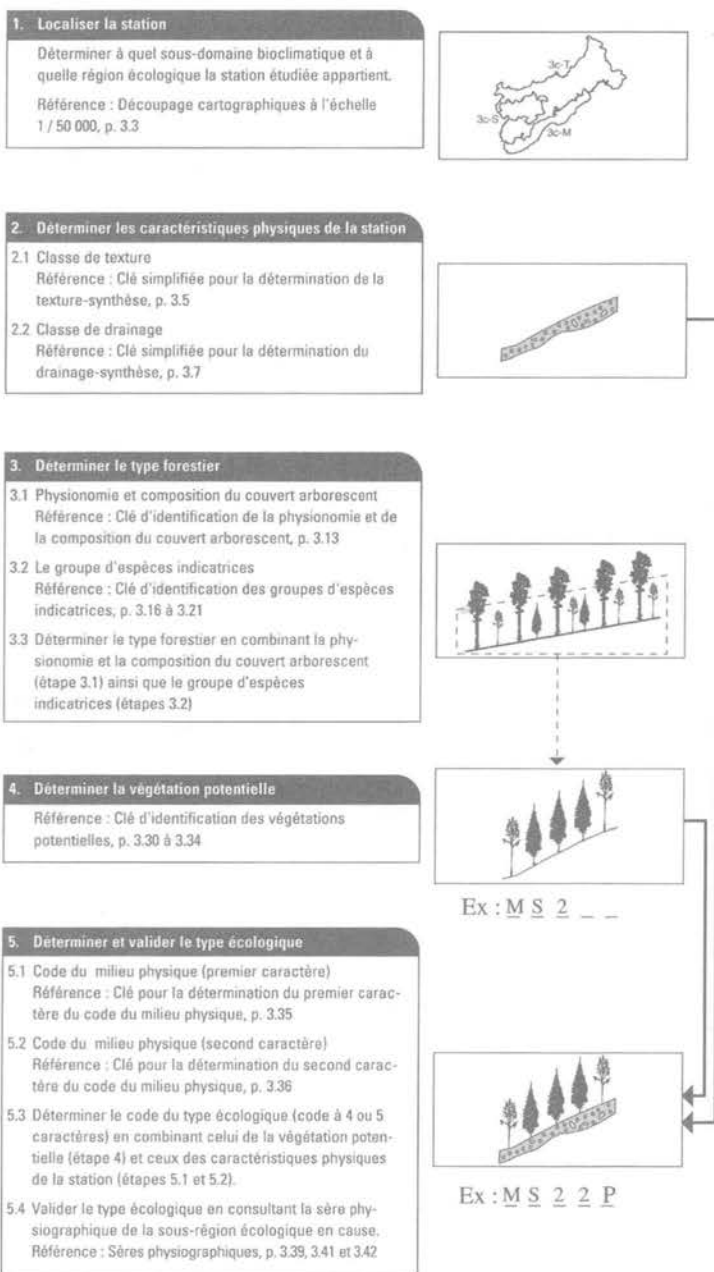 1. Localiser la station
Déterminer à quel sous-domaine bioclimatique et à
quelle région écologique la station étudiée appartient.
Référence : Découpage cartographiques à l'échelle
1 / 50 000, p. 3.3
3c-T
3c-S
3c-M
2. Déterminer les caractéristiques physiques de la station
2.1 Classe de texture
Référence : Clé simplifiée pour la détermination de la
texture-synthèse, p. 3.5
2.2 Classe de drainage
Référence : Clé simplifiée pour la détermination du
drainage-synthèse, p. 3.7
3. Déterminer le type forestier
3.1 Physionomie et composition du couvert arborescent
Référence : Clé d'identification de la physionomie et de
la composition du couvert arborescent, p. 3.13
3.2 Le groupe d'espèces indicatrices
Référence : Clé d'identification des groupes d'espèces
indicatrices, p. 3.16 à 3.21
3.3 Déterminer le type forestier en combinant la phy-
sionomie et la composition du couvert arborescent
(étape 3.1) ainsi que le groupe d'espèces
indicatrices (étapes 3.2)
4. Déterminer la végétation potentielle
Référence : Clé d'identification des végétations
potentielles, p. 3.30 à 3.34
Ex : M S 2 _ _
5. Déterminer et valider le type écologique
5.1 Code du milieu physique (premier caractère)
Référence : Clé pour la détermination du premier carac-
tère du code du milieu physique, p. 3.35
5.2 Code du milieu physique (second caractère)
Référence : Clé pour la détermination du second carac-
tère du code du milieu physique, p. 3.36
5.3 Déterminer le code du type écologique (code à 4 ou 5
caractères) en combinant celui de la végétation poten-
tielle (étape 4) et ceux des caractéristiques physiques
de la station (étapes 5.1 et 5.2).
5.4 Valider le type écologique en consultant la sère phy-
siographique de la sous-région écologique en cause.
Référence : Sères physiographiques, p. 3.39, 3.41 et 3.42
Ex : M S 2 2 P